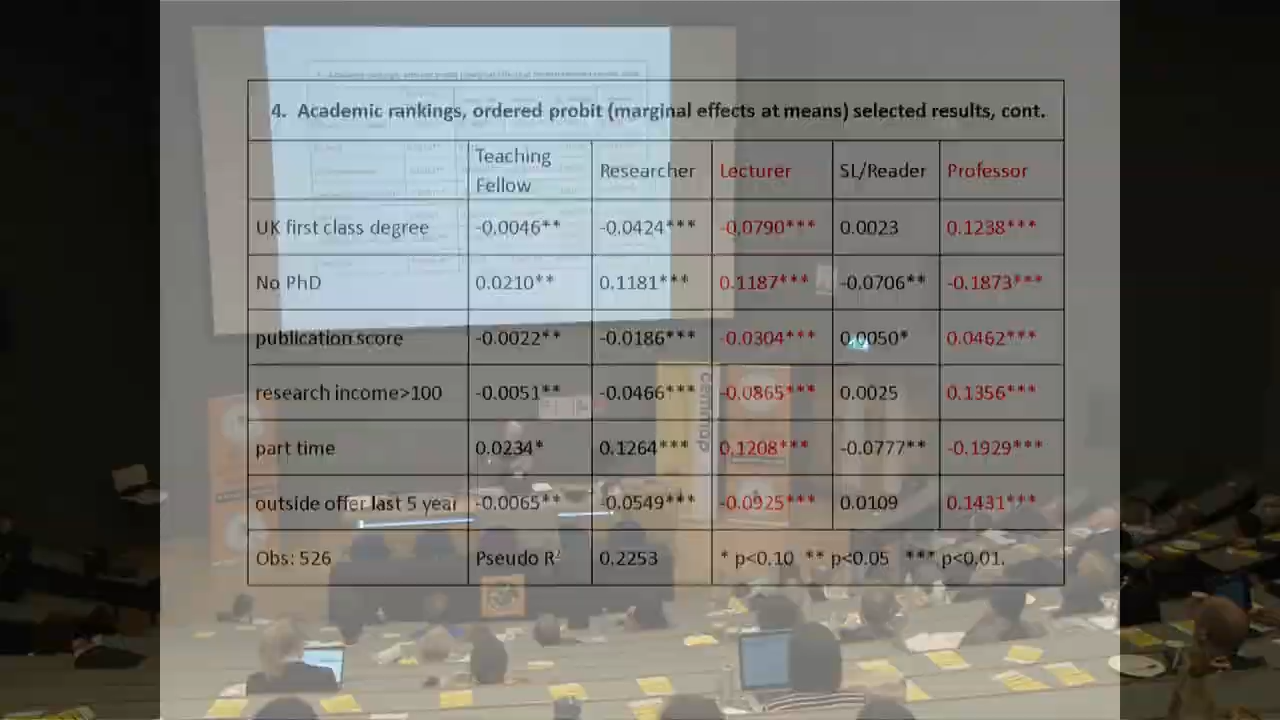 4. Academic rankings, ordered probit (marginal effects at means) selected results, cont.
Teaching Fellow Researcher Lecturer SL/Reader Professor
UK first class degree -0.0046** -0.0424*** -0.0790*** 0.0023 0.1238***
No PhD 0.0210** 0.1181*** 0.1187*** -0.0706** -0.1873***
publication score -0.0022** -0.0186*** -0.0304*** 0.0050* 0.0462***
research income>100 -0.0051** -0.0466*** -0.0865*** 0.0025 0.1356***
part time 0.0234* 0.1264*** 0.1208*** -0.0777** -0.1929***
outside offer last 5 year -0.0065** -0.0549*** -0.0925*** 0.0109 0.1431***
Obs: 526 Pseudo R² 0.2253 * p<0.10 ** p<0.05 *** p<0.01.
cemmap